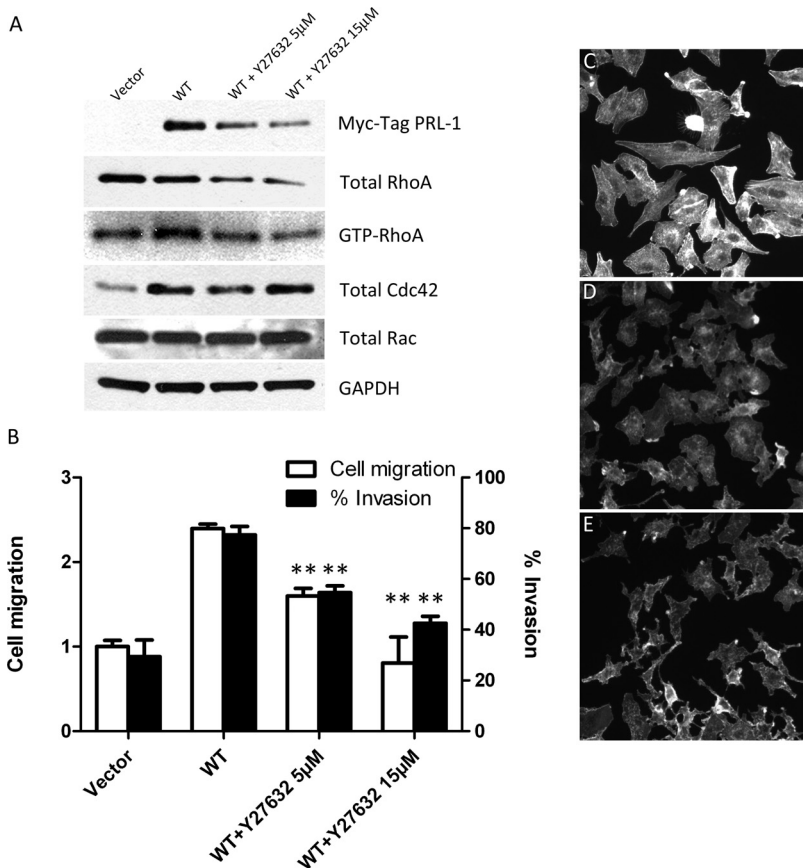 A
Vector
WT
WT + Y27632 5µM
WT + Y27632 15µM
Myc-Tag PRL-1
Total RhoA
GTP-RhoA
Total Cdc42
Total Rac
GAPDH
B
Cell migration
% Invasion
3
2
1
0
Cell migration
100
80
60
40
20
0
% Invasion
** **
** **
Vector
WT
WT+Y27632 5µM
WT+Y27632 15µM
C
D
E